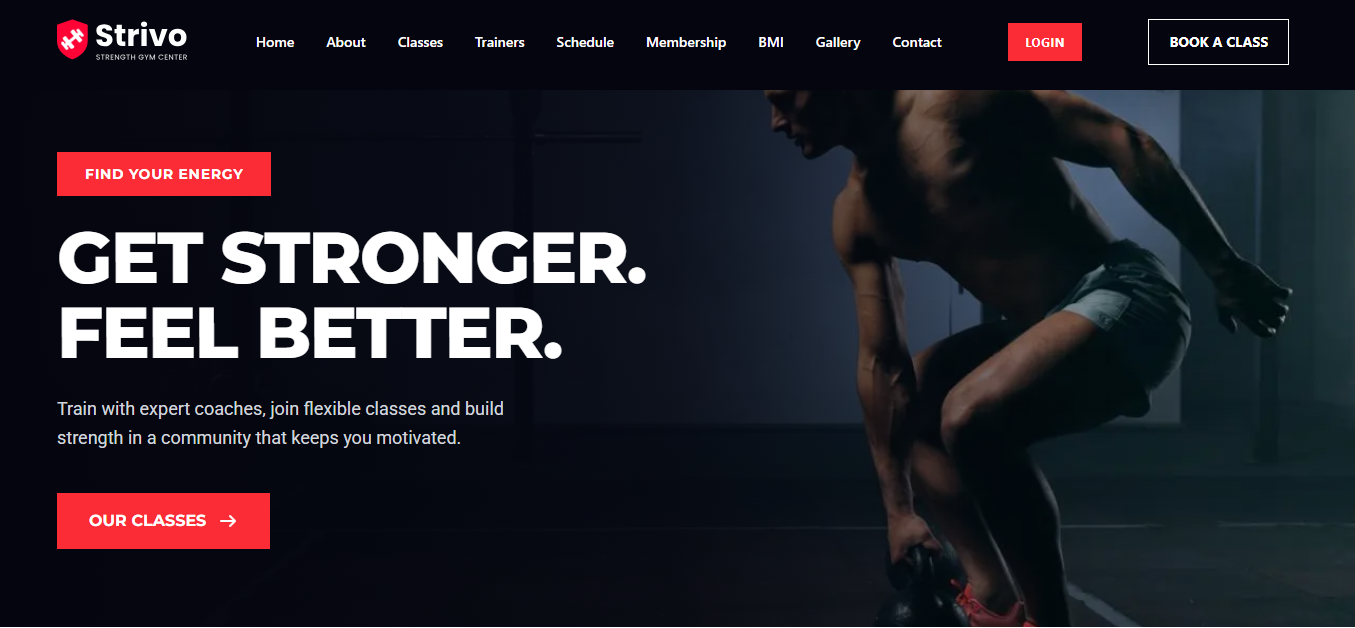 Strivo
STRENGTH GYM CENTER
Home About Classes Trainers Schedule Membership BMI Gallery Contact LOGIN BOOK A CLASS
FIND YOUR ENERGY
GET STRONGER.
FEEL BETTER.
Train with expert coaches, join flexible classes and build
strength in a community that keeps you motivated.
OUR CLASSES →